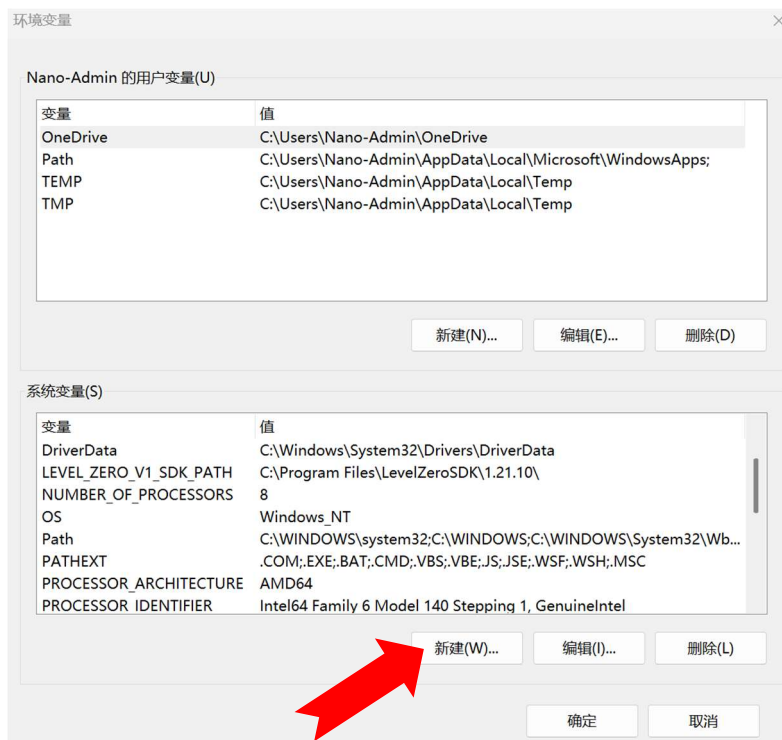 环境变量
Nano-Admin 的用户变量(U)
变量 值
OneDrive C:\Users\Nano-Admin\OneDrive
Path C:\Users\Nano-Admin\AppData\Local\Microsoft\WindowsApps;
TEMP C:\Users\Nano-Admin\AppData\Local\Temp
TMP C:\Users\Nano-Admin\AppData\Local\Temp
新建(N)... 编辑(E)... 删除(D)
系统变量(S)
变量 值
DriverData C:\Windows\System32\Drivers\DriverData
LEVEL_ZERO_V1_SDK_PATH C:\Program Files\LevelZeroSDK\1.21.10\
NUMBER_OF_PROCESSORS 8
OS Windows_NT
Path C:\WINDOWS\system32;C:\WINDOWS;C:\WINDOWS\System32\Wb...
PATHEXT .COM;.EXE;.BAT;.CMD;.VBS;.VBE;.JS;.JSE;.WSF;.WSH;.MSC
PROCESSOR_ARCHITECTURE AMD64
PROCESSOR_IDENTIFIER Intel64 Family 6 Model 140 Stepping 1, GenuineIntel
新建(W)... 编辑(I)... 删除(L)
确定 取消